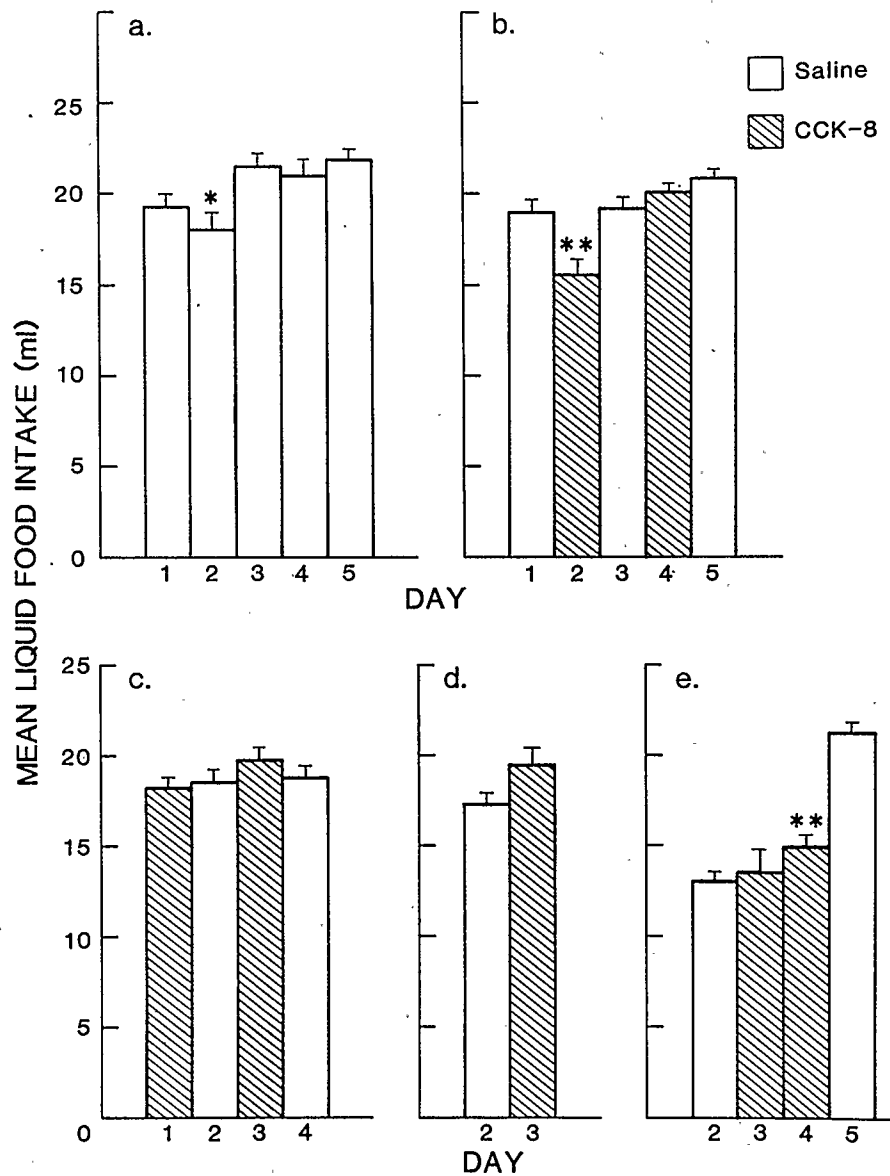 a.
b.
Saline
CCK-8
25
20
15
10
5
0
*
**
1 2 3 4 5
1 2 3 4 5
DAY
MEAN LIQUID FOOD INTAKE (ml)
c.
d.
e.
25
20
15
10
5
0
**
1 2 3 4
2 3
2 3 4 5
DAY